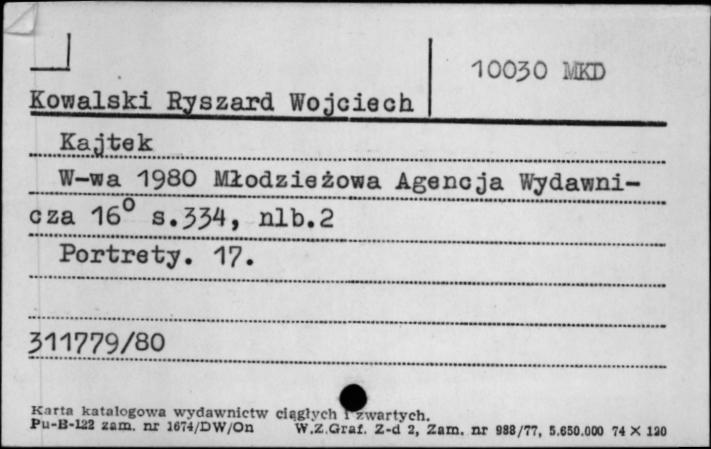 10030 MKD
Kowalski Ryszard Wojciech
Kajtek
W-wa 1980 Młodzieżowa Agencja Wydawni-
cza 16° s.334, nlb.2
Portrety. 17.
311779/80
Karta katalogowa wydawnictw ciągłych i zwartych.
Pu-B-122 zam. nr 1674/DW/On W.Z.Graf. Z-d 2, Zam. nr 988/77, 5.650.000 74 X 120